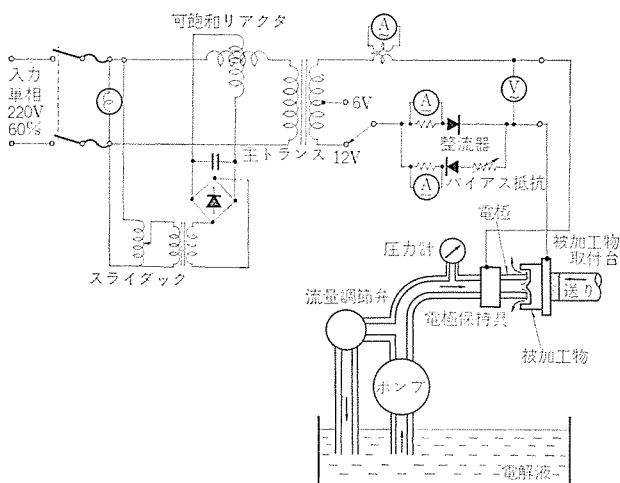 可飽和リアクタ
A
入力
単相
220V
60%
6V
12V
主トランス
A
V
整流器
A
バイアス抵抗
スライダック
電極
圧力計
被加工物
取付台
送り
流量調節弁
電極保持具
被加工物
ポンプ
電解液